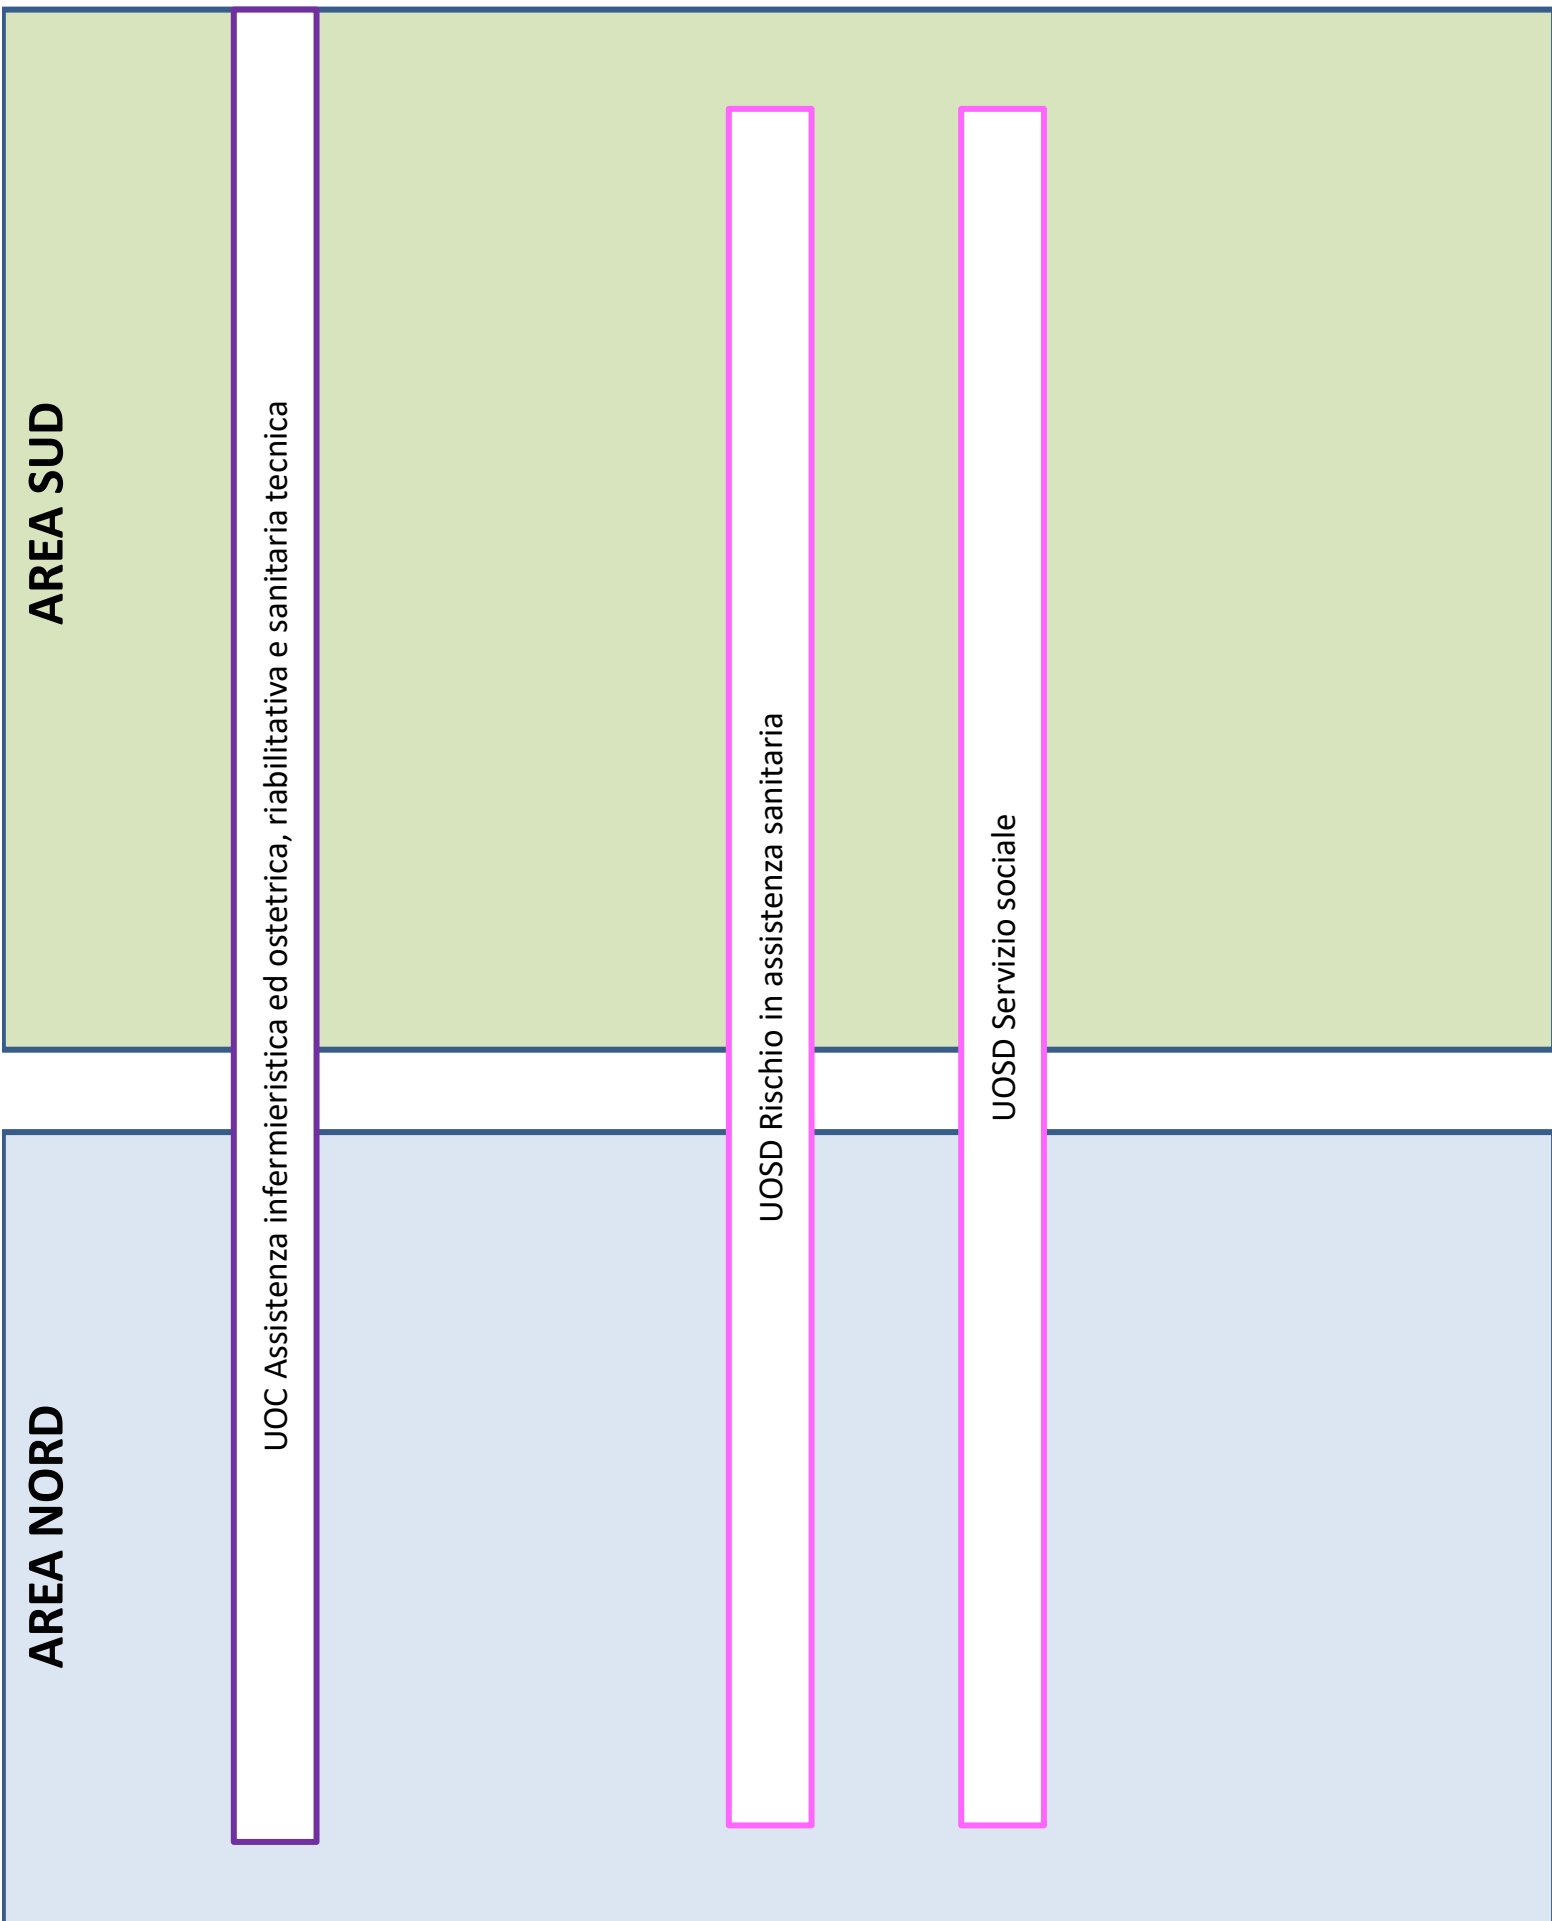 AREA NORD
AREA SUD
UOC Assistenza infermieristica ed ostetrica, riabilitativa e sanitaria tecnica
UOSD Rischio in assistenza sanitaria
UOSD Servizio sociale